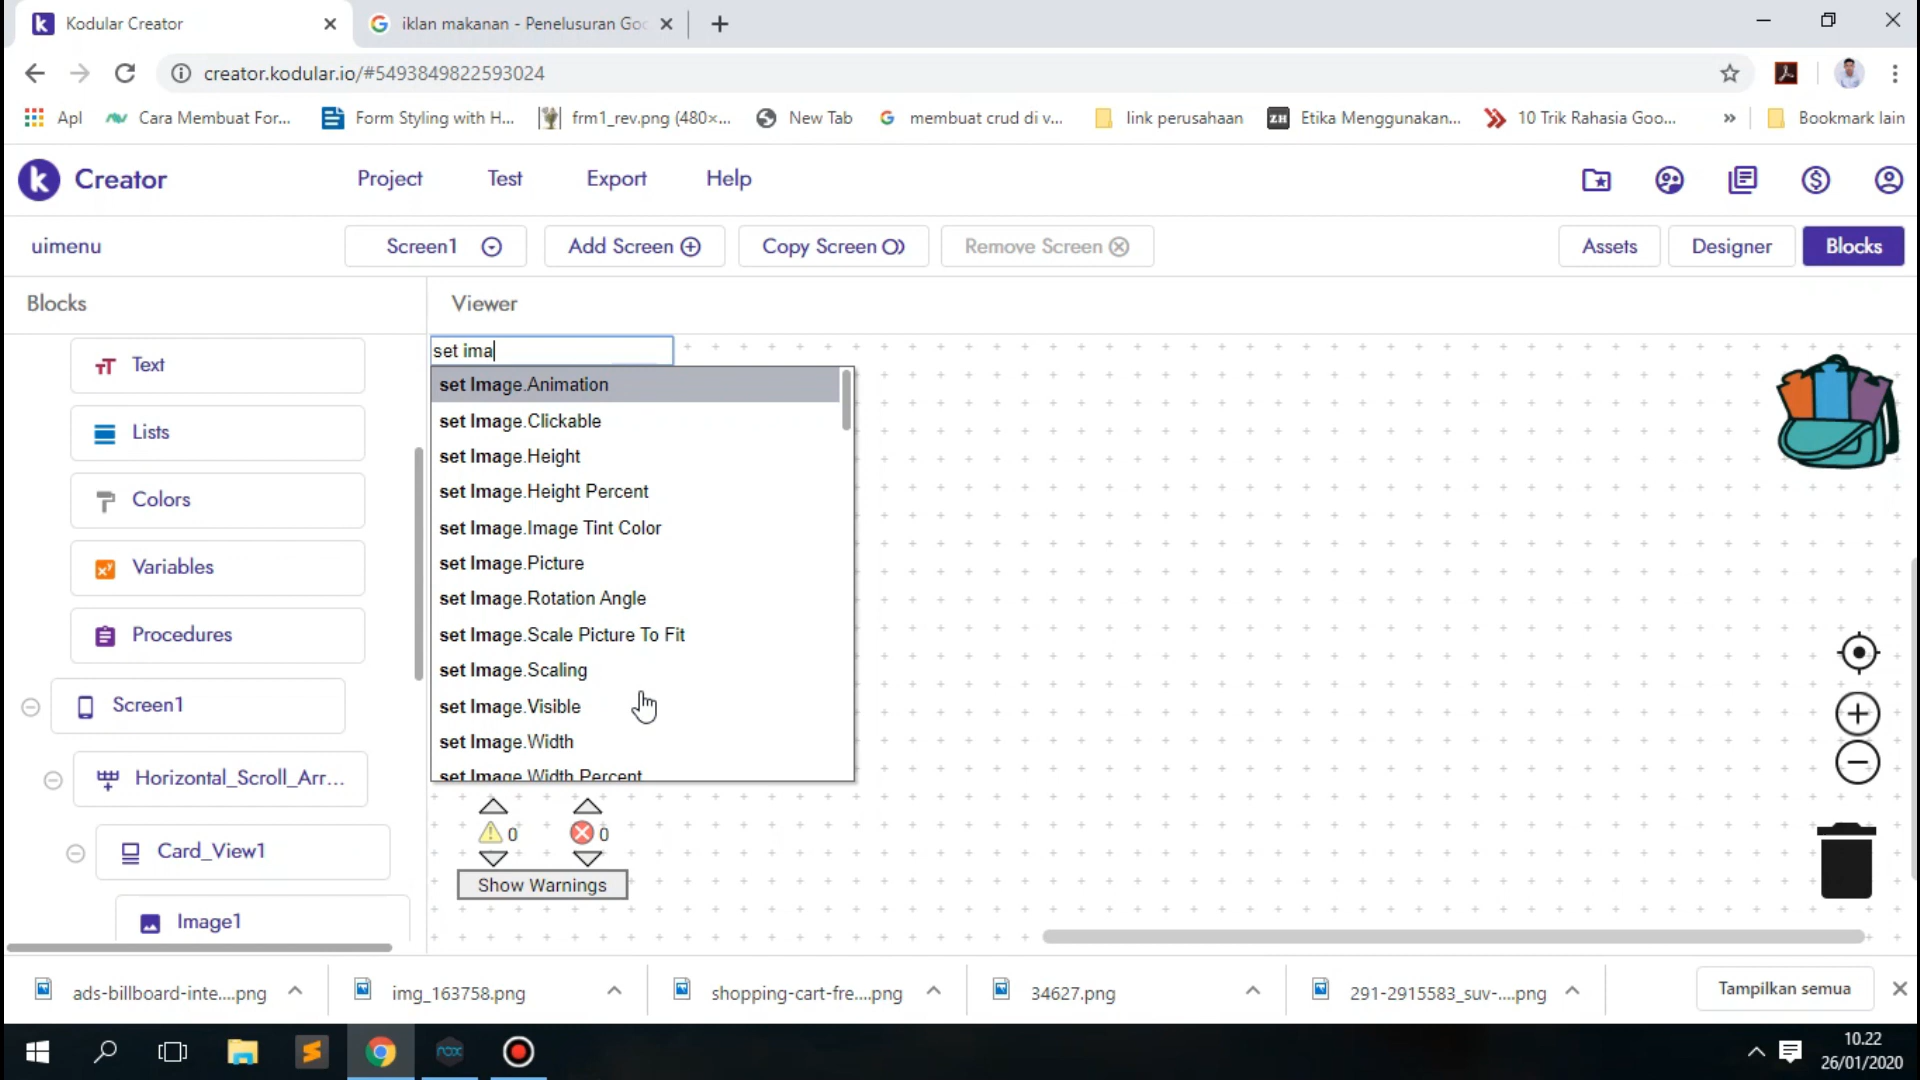 Kodular Creator
iklan makanan - Penelusuran Goo
creator.kodular.io/#5493849822593024
Apl
Cara Membuat For...
Form Styling with H...
frm1_rev.png (480×...
New Tab
membuat crud di v...
link perusahaan
ZH
Etika Menggunakan...
10 Trik Rahasia Goo...
»
Bookmark lain
k Creator
Project
Test
Export
Help
uimenu
Screen1
Add Screen
Copy Screen
Remove Screen
Assets
Designer
Blocks
Blocks
Viewer
Text
Lists
Colors
Variables
Procedures
Screen1
Horizontal_Scroll_Arr...
Card_View1
Image1
set ima
set Image.Animation
set Image.Clickable
set Image.Height
set Image.Height Percent
set Image.Image Tint Color
set Image.Picture
set Image.Rotation Angle
set Image.Scale Picture To Fit
set Image.Scaling
set Image.Visible
set Image.Width
set Image.Width Percent
0
0
Show Warnings
ads-billboard-inte....png
img_163758.png
shopping-cart-fre....png
34627.png
291-2915583_suv-....png
Tampilkan semua
nox
10.22
26/01/2020